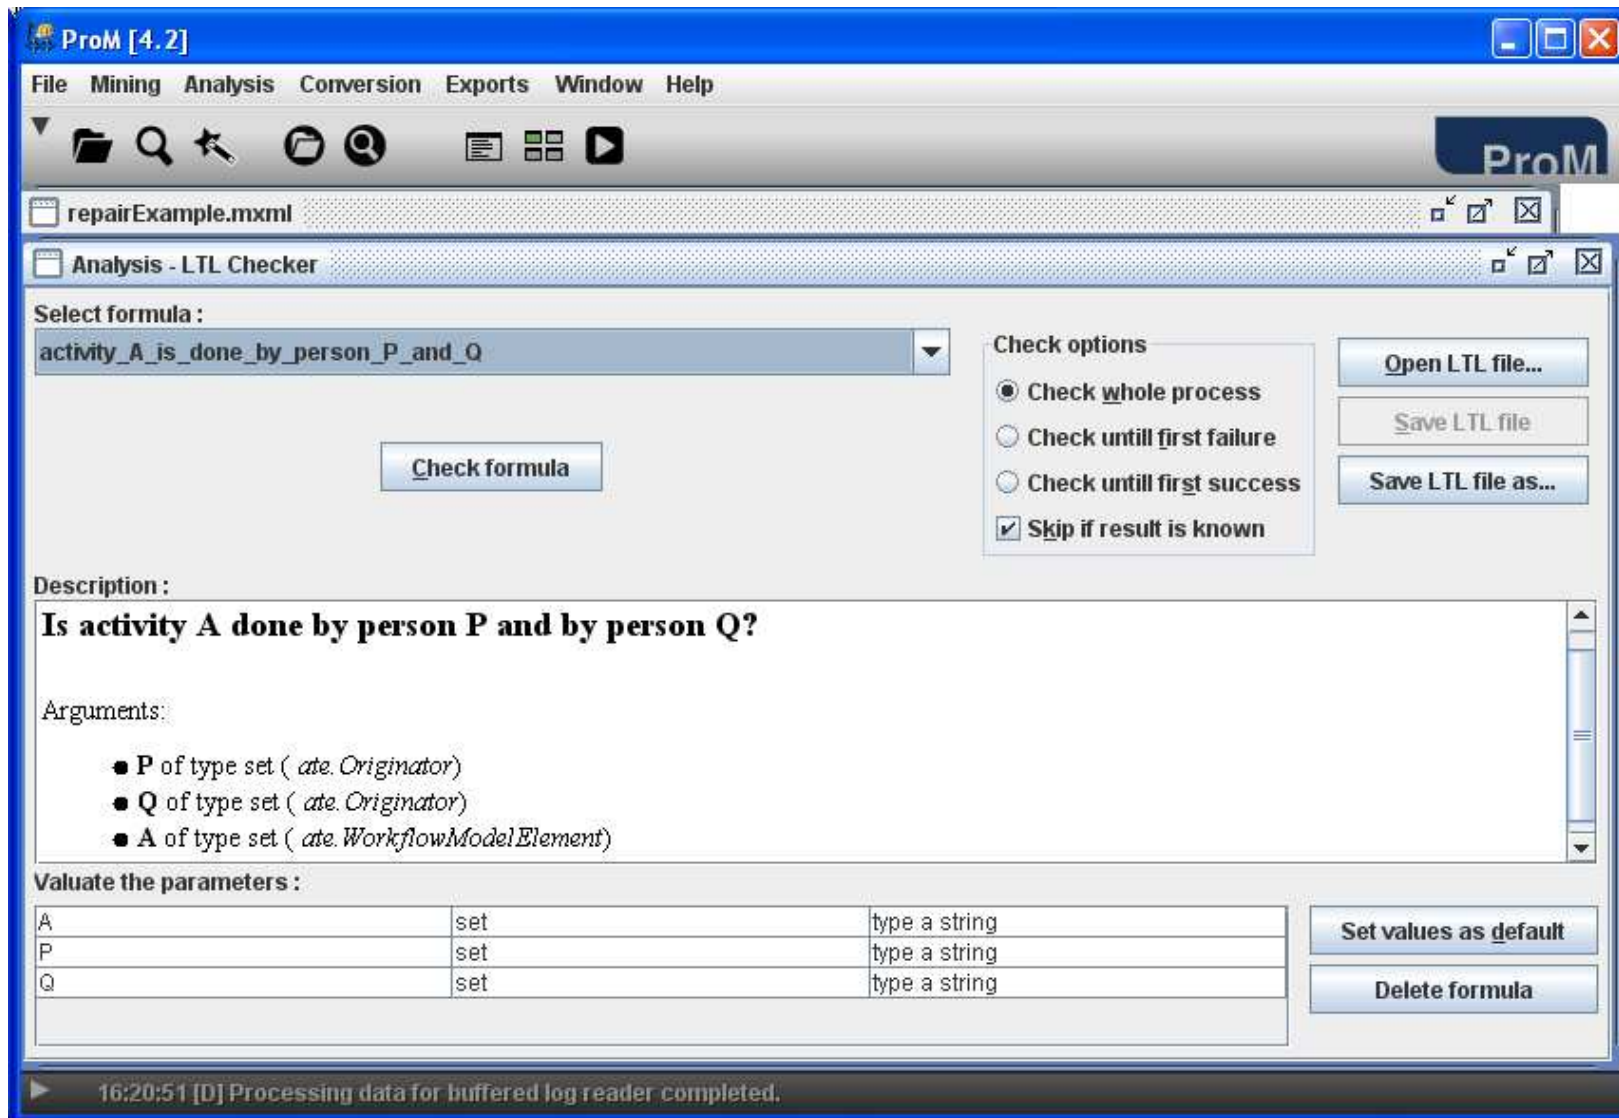 ProM [4.2]
File Mining Analysis Conversion Exports Window Help
ProM
repairExample.mxml
Analysis - LTL Checker
Select formula :
activity_A_is_done_by_person_P_and_Q
Check formula
Check options
Check whole process
Check untill first failure
Check untill first success
Skip if result is known
Open LTL file...
Save LTL file
Save LTL file as...
Description :
Is activity A done by person P and by person Q?
Arguments:
P of type set ( ate.Originator)
Q of type set ( ate.Originator)
A of type set ( ate.WorkflowModelElement)
Valuate the parameters :
A set type a string
P set type a string
Q set type a string
Set values as default
Delete formula
16:20:51 [D] Processing data for buffered log reader completed.